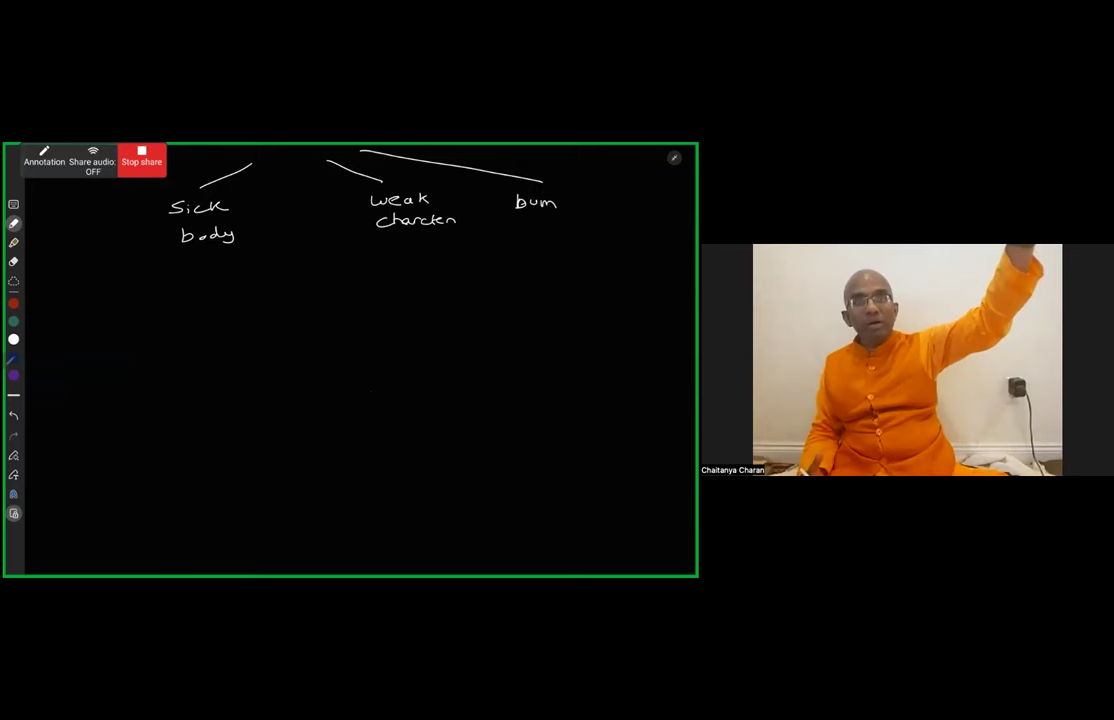 Annotation
Share audio:
OFF
Stop share
Sick
body
weak
charcter
bum
Chaitanya Charan